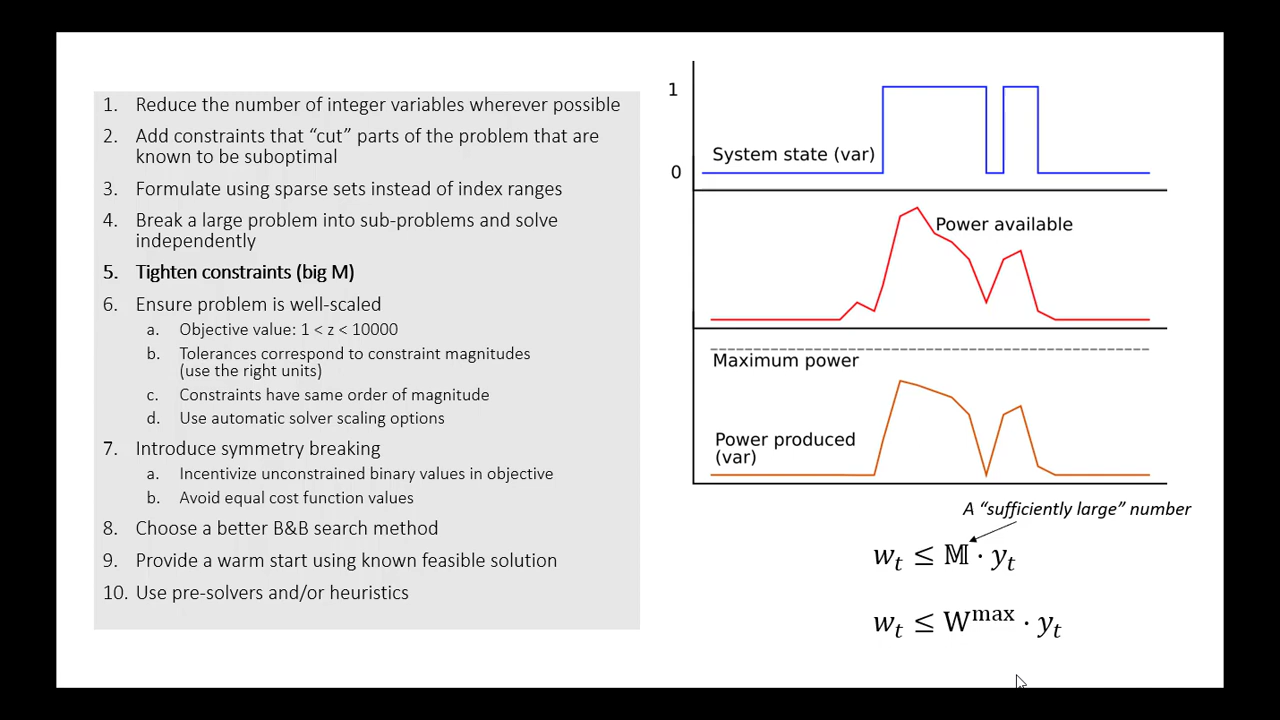 1. Reduce the number of integer variables wherever possible
2. Add constraints that “cut” parts of the problem that are
known to be suboptimal
3. Formulate using sparse sets instead of index ranges
4. Break a large problem into sub-problems and solve
independently
5. Tighten constraints (big M)
6. Ensure problem is well-scaled
a. Objective value: 1 < z < 10000
b. Tolerances correspond to constraint magnitudes
(use the right units)
c. Constraints have same order of magnitude
d. Use automatic solver scaling options
7. Introduce symmetry breaking
a. Incentivize unconstrained binary values in objective
b. Avoid equal cost function values
8. Choose a better B&B search method
9. Provide a warm start using known feasible solution
10. Use pre-solvers and/or heuristics
1
System state (var)
0
Power available
Maximum power
Power produced
(var)
A “sufficiently large” number
w_t ≤ 𝕄 · y_t
w_t ≤ W^max · y_t